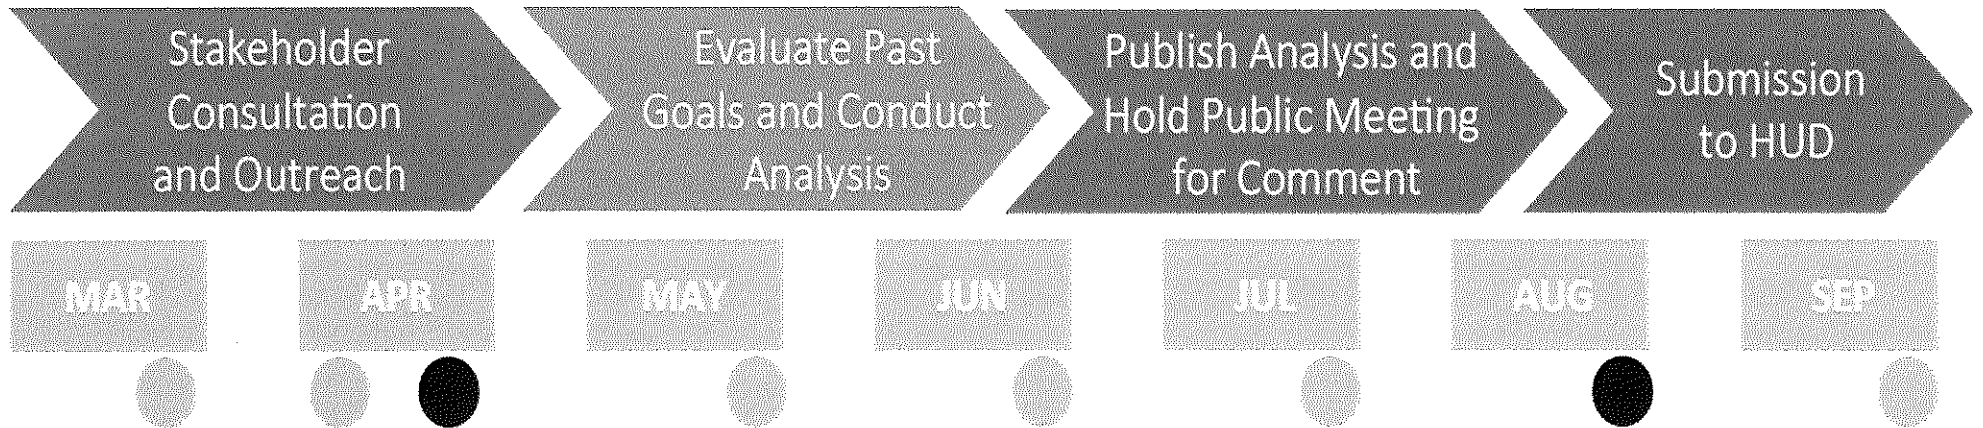 Stakeholder
Consultation
and Outreach
Evaluate Past
Goals and Conduct
Analysis
Publish Analysis and
Hold Public Meeting
for Comment
Submission
to HUD
MAR
APR
MAY
JUN
JUL
AUG
SEP